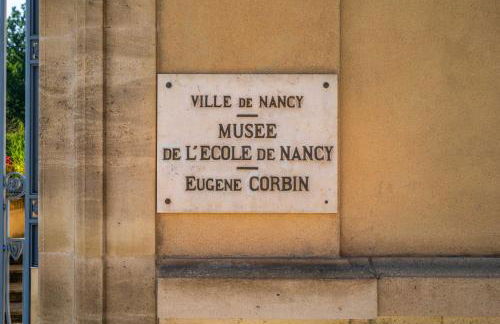 VILLE DE NANCY
MUSEE
DE L'ECOLE DE NANCY
EUGENE CORBIN